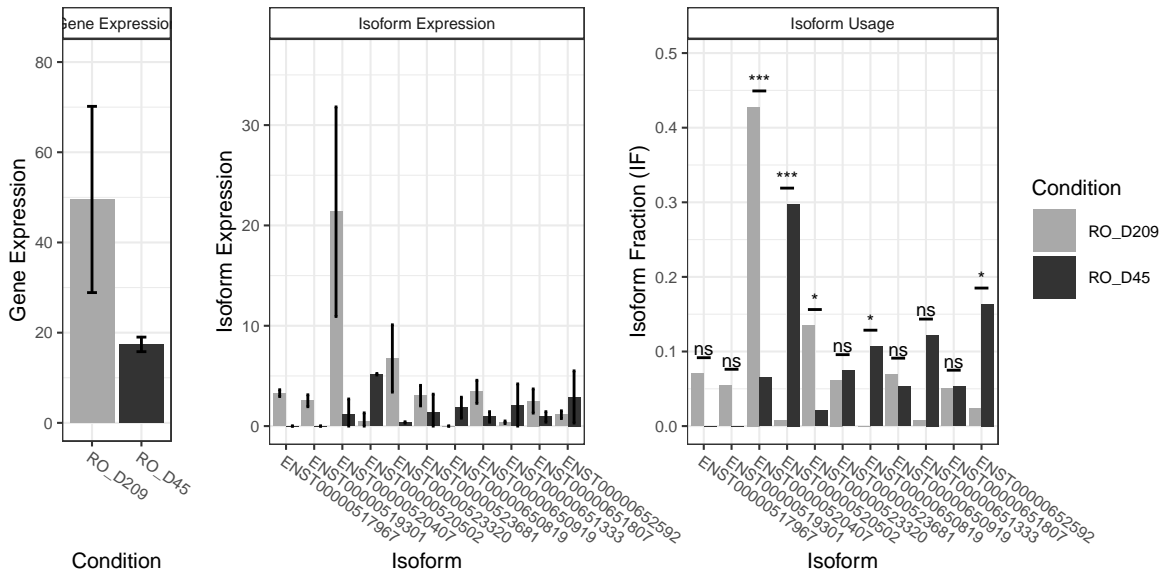 Gene Expression
Gene Expression
80
60
40
20
0
RO_D209
RO_D45
Condition
Isoform Expression
Isoform Expression
30
20
10
0
ENST00000517967
ENST00000519301
ENST00000520407
ENST00000520502
ENST00000523320
ENST00000523681
ENST00000650819
ENST00000650919
ENST00000651333
ENST00000651807
ENST00000652592
Isoform
Isoform Usage
Isoform Fraction (IF)
0.5
0.4
0.3
0.2
0.1
0.0
ns
ns
***
***
*
ns
*
ns
ns
ns
*
ENST00000517967
ENST00000519301
ENST00000520407
ENST00000520502
ENST00000523320
ENST00000523681
ENST00000650819
ENST00000650919
ENST00000651333
ENST00000651807
ENST00000652592
Isoform
Condition
RO_D209
RO_D45